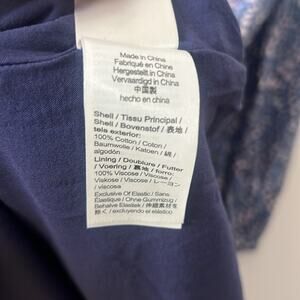 Made in China
Fabriqué en Chine
Hergestellt in China
Vervaardigd in China
中国製
hecho en china
Shell / Tissu Principal /
Shell / Bovenstof / 表地 /
tela exterior:
100% Cotton / Coton /
Baumwolle / Katoen / 綿 /
algodón
Lining / Doublure / Futter
/ Voering / 裏地 / forro:
100% Viscose / Viscose /
Viskose / Viscose / レーヨン
/ viscosa
Exclusive Of Elastic / Sans
Élastique / Ohne Gummizug /
Behalve Elastiek / 伸縮素材を
除く / excluyendo el elástico